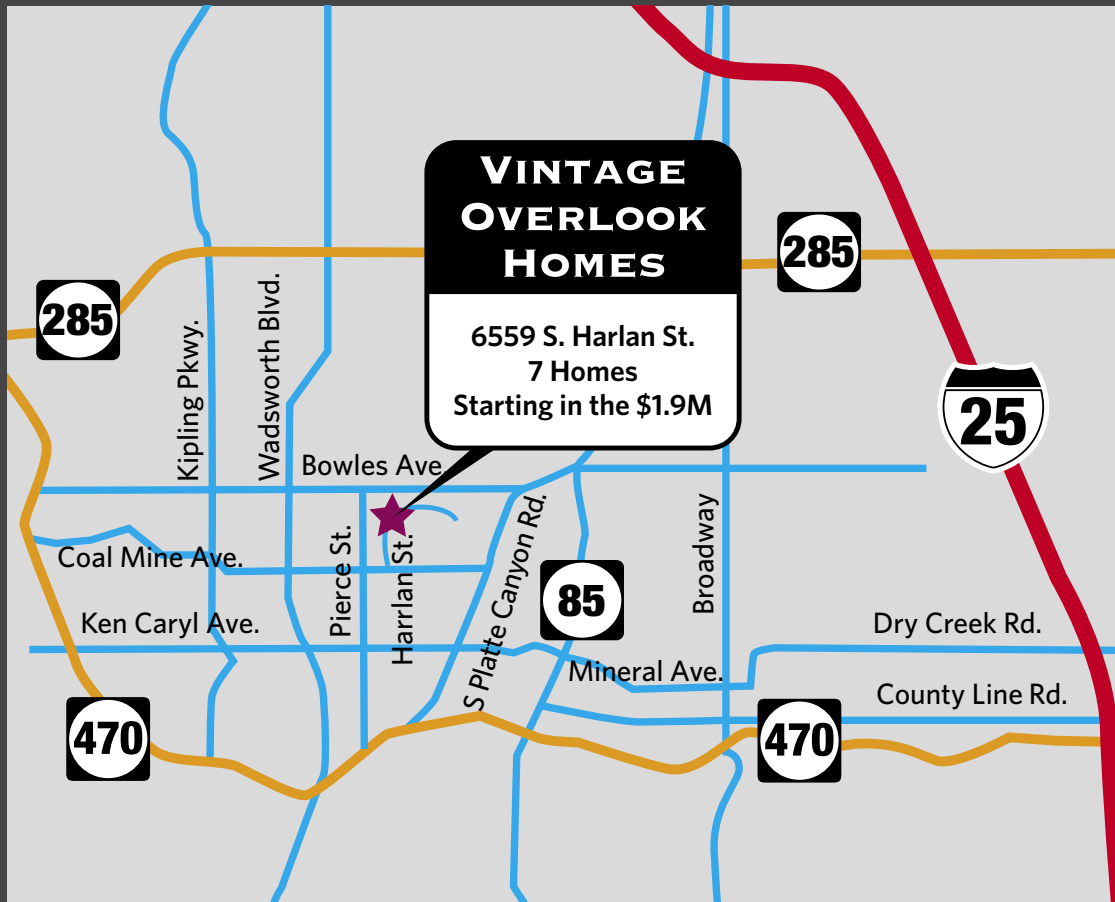 VINTAGE
OVERLOOK
HOMES
6559 S. Harlan St.
7 Homes
Starting in the $1.9M
285
285
25
Kipling Pkwy.
Wadsworth Blvd.
Bowles Ave.
Coal Mine Ave.
Pierce St.
Harrlan St.
S Platte Canyon Rd.
85
Broadway
Ken Caryl Ave.
Dry Creek Rd.
Mineral Ave.
County Line Rd.
470
470